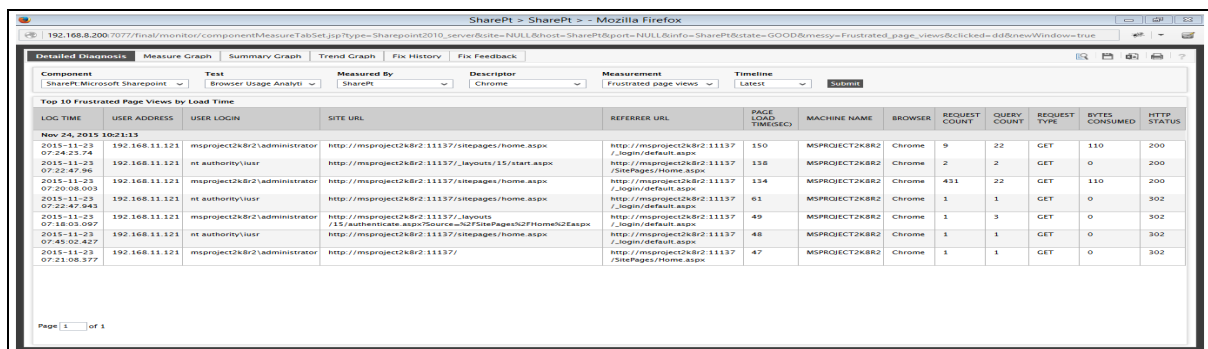 SharePt > SharePt > - Mozilla Firefox
192.168.8.200:7077/final/monitor/componentMeasureTabSet.jsp?type=Sharepoint2010_server&site=NULL&host=SharePt&port=NULL&info=SharePt&state=GOOD&messy=Frustrated_page_views&clicked=dd&newWindow=true
Detailed Diagnosis Measure Graph Summary Graph Trend Graph Fix History Fix Feedback
Component Test Measured By Descriptor Measurement Timeline
SharePt:Microsoft Sharepoint Browser Usage Analyti SharePt Chrome Frustrated page views Latest Submit
Top 10 Frustrated Page Views by Load Time
LOG TIME USER ADDRESS USER LOGIN SITE URL REFERRER URL PAGE LOAD TIME(SEC) MACHINE NAME BROWSER REQUEST COUNT QUERY COUNT REQUEST TYPE BYTES CONSUMED HTTP STATUS
Nov 24, 2015 10:21:13
2015-11-23 07:24:23.74 192.168.11.121 msproject2k8r2\administrator http://msproject2k8r2:11137/sitepages/home.aspx http://msproject2k8r2:11137/_login/default.aspx 150 MSPROJECT2K8R2 Chrome 9 22 GET 110 200
2015-11-23 07:22:47.96 192.168.11.121 nt authority\iusr http://msproject2k8r2:11137/_layouts/15/start.aspx http://msproject2k8r2:11137/SitePages/Home.aspx 138 MSPROJECT2K8R2 Chrome 2 2 GET 0 200
2015-11-23 07:20:08.003 192.168.11.121 msproject2k8r2\administrator http://msproject2k8r2:11137/sitepages/home.aspx http://msproject2k8r2:11137/_login/default.aspx 134 MSPROJECT2K8R2 Chrome 431 22 GET 110 200
2015-11-23 07:22:47.943 192.168.11.121 nt authority\iusr http://msproject2k8r2:11137/sitepages/home.aspx http://msproject2k8r2:11137/_login/default.aspx 61 MSPROJECT2K8R2 Chrome 1 1 GET 0 302
2015-11-23 07:18:03.097 192.168.11.121 msproject2k8r2\administrator http://msproject2k8r2:11137/_layouts/15/authenticate.aspx?Source=%2FSitePages%2FHome%2Easpx http://msproject2k8r2:11137/_login/default.aspx 49 MSPROJECT2K8R2 Chrome 1 3 GET 0 302
2015-11-23 07:45:02.427 192.168.11.121 nt authority\iusr http://msproject2k8r2:11137/sitepages/home.aspx http://msproject2k8r2:11137/_login/default.aspx 48 MSPROJECT2K8R2 Chrome 1 1 GET 0 302
2015-11-23 07:21:08.377 192.168.11.121 msproject2k8r2\administrator http://msproject2k8r2:11137/ http://msproject2k8r2:11137/SitePages/Home.aspx 47 MSPROJECT2K8R2 Chrome 1 1 GET 0 302
Page 1 of 1